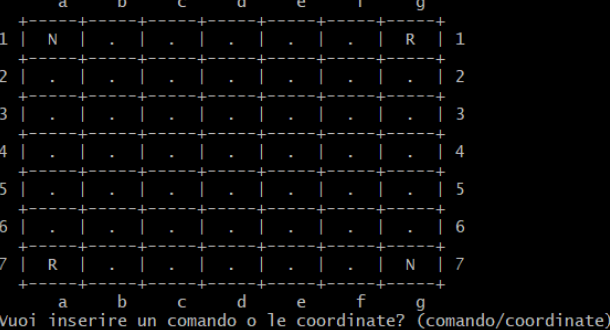 a b c d e f g
+-----+-----+-----+-----+-----+-----+-----+
1 | N | . | . | . | . | . | R | 1
+-----+-----+-----+-----+-----+-----+-----+
2 | . | . | . | . | . | . | . | 2
+-----+-----+-----+-----+-----+-----+-----+
3 | . | . | . | . | . | . | . | 3
+-----+-----+-----+-----+-----+-----+-----+
4 | . | . | . | . | . | . | . | 4
+-----+-----+-----+-----+-----+-----+-----+
5 | . | . | . | . | . | . | . | 5
+-----+-----+-----+-----+-----+-----+-----+
6 | . | . | . | . | . | . | . | 6
+-----+-----+-----+-----+-----+-----+-----+
7 | R | . | . | . | . | . | N | 7
+-----+-----+-----+-----+-----+-----+-----+
a b c d e f g
Vuoi inserire un comando o le coordinate? (comando/coordinate)